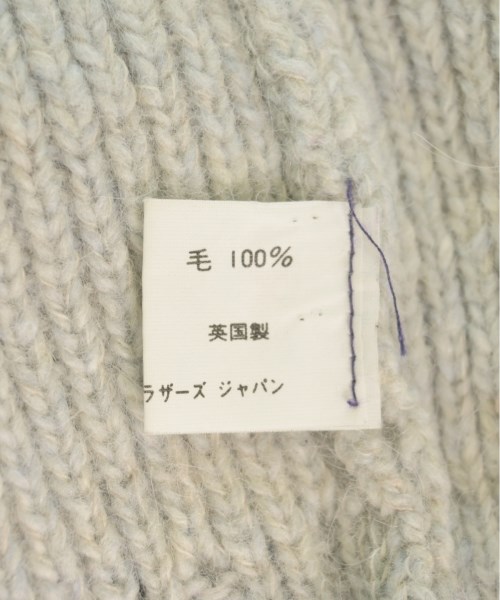 毛 100%
英国製
ラザーズ ジャパン